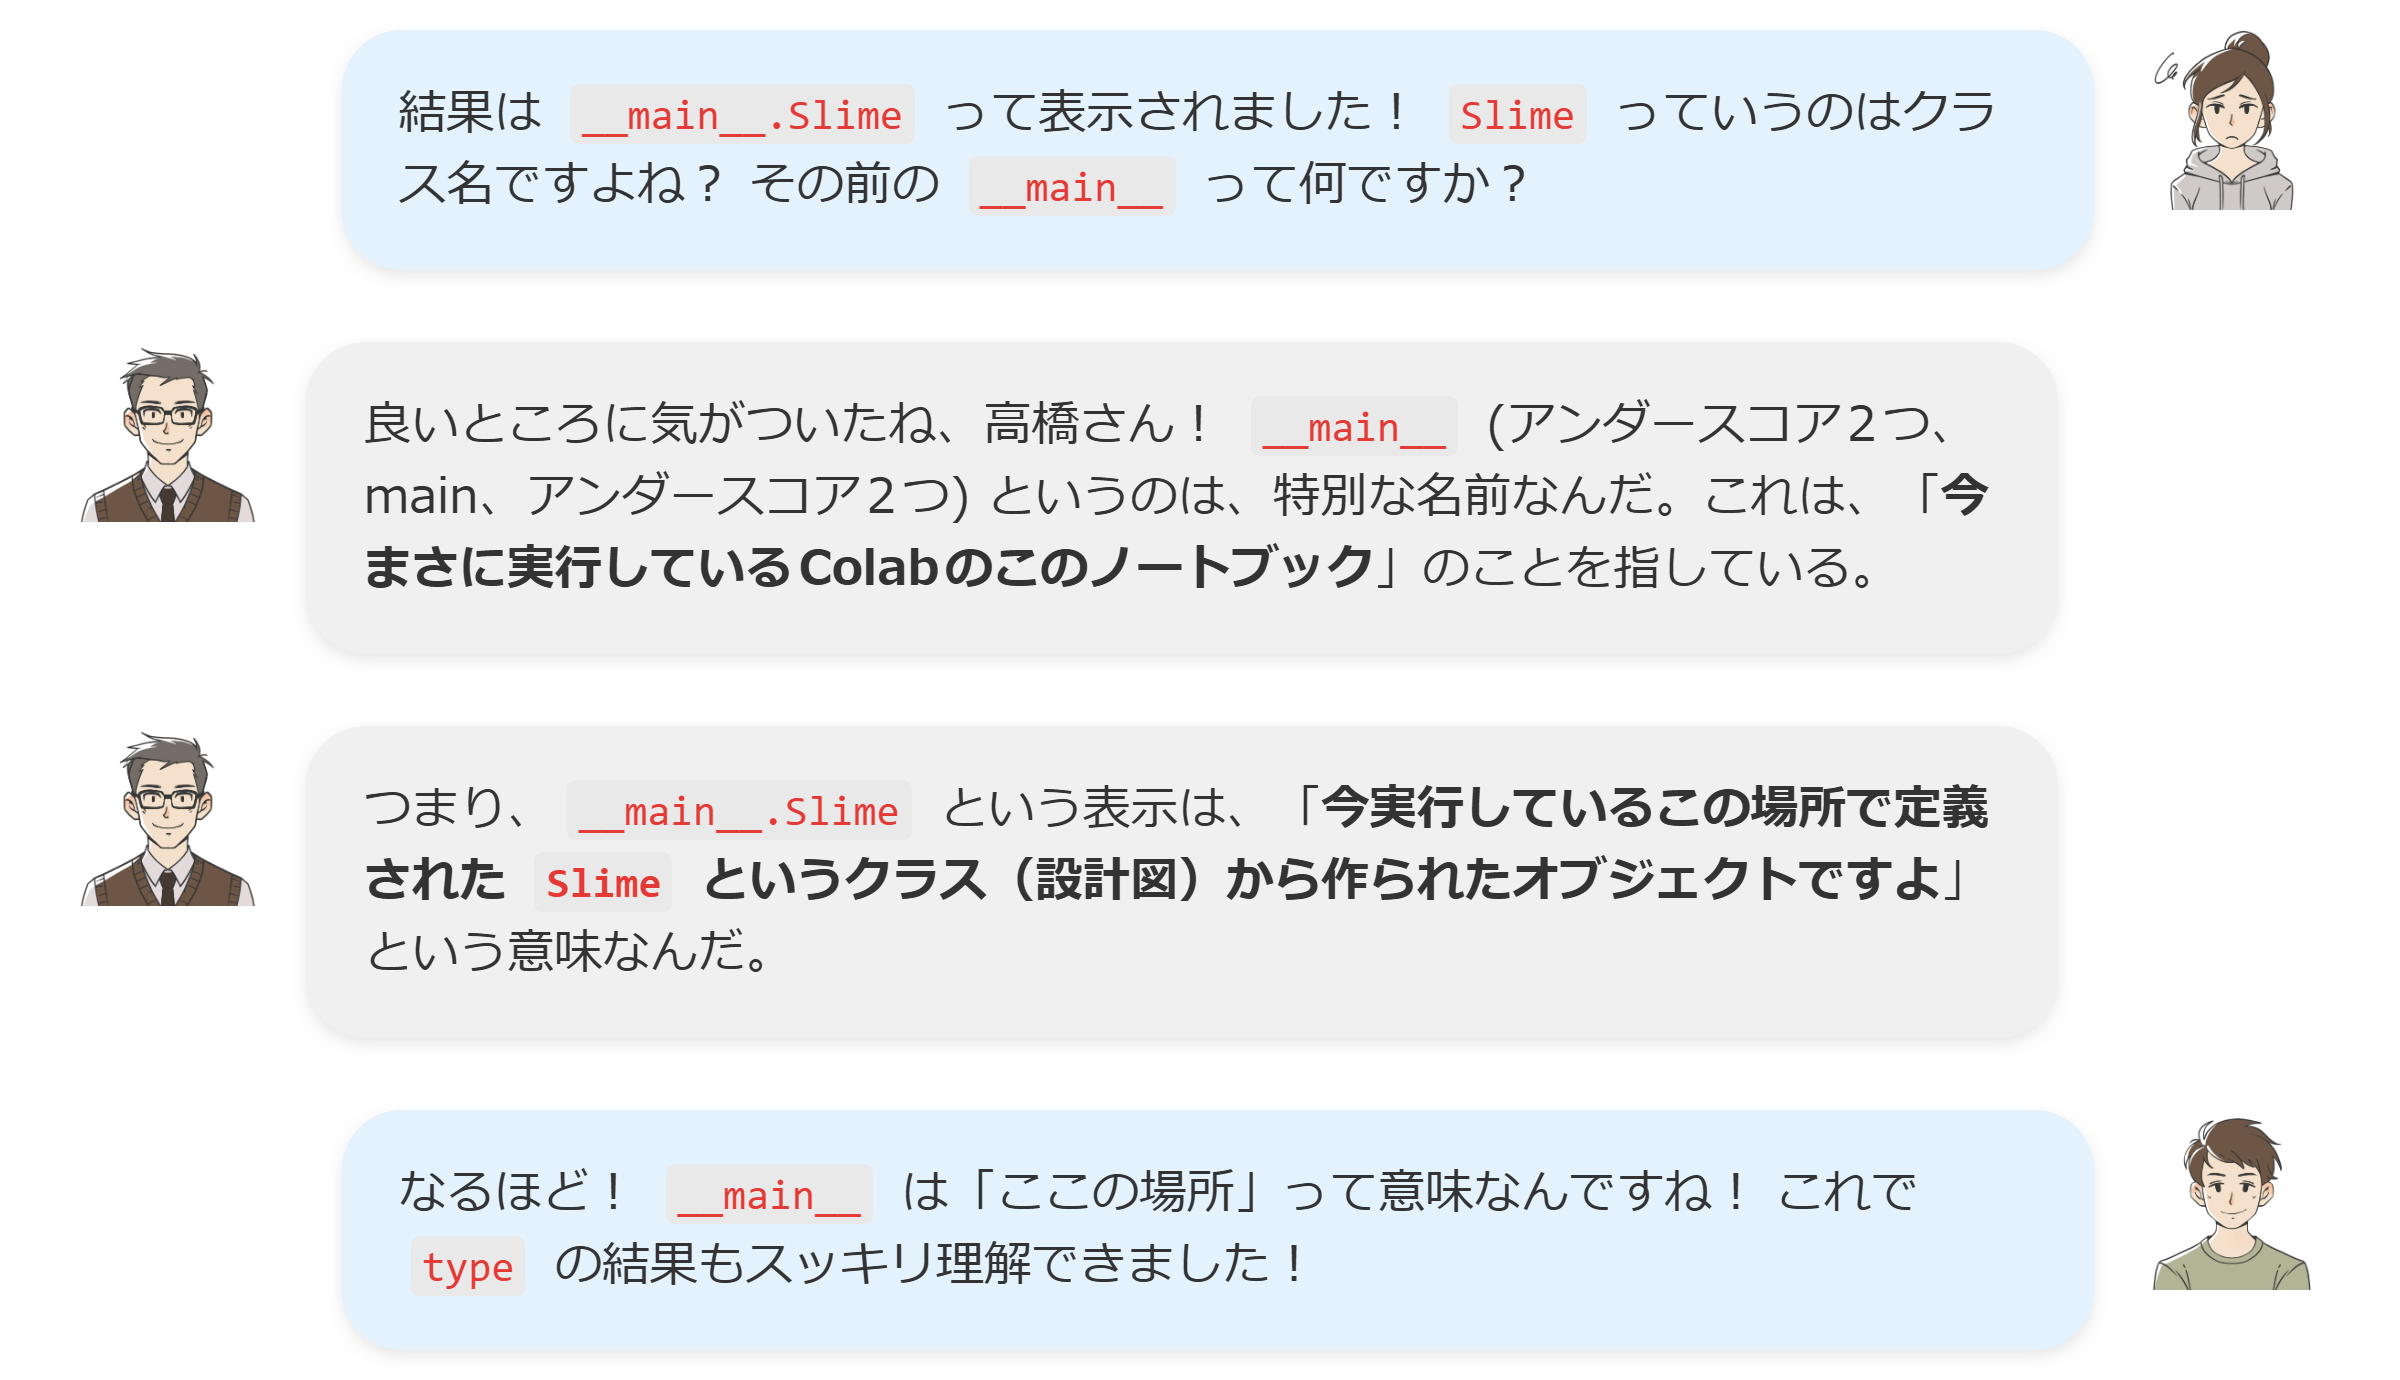 結果は __main__.Slime って表示されました！ Slime っていうのはクラ
ス名ですよね？ その前の __main__ って何ですか？
良いところに気がついたね、高橋さん！ __main__ (アンダースコア２つ、
main、アンダースコア２つ) というのは、特別な名前なんだ。これは、「今
まさに実行しているColabのこのノートブック」のことを指している。
つまり、 __main__.Slime という表示は、「今実行しているこの場所で定義
された Slime というクラス（設計図）から作られたオブジェクトですよ」
という意味なんだ。
なるほど！ __main__ は「ここの場所」って意味なんですね！ これで
type の結果もスッキリ理解できました！